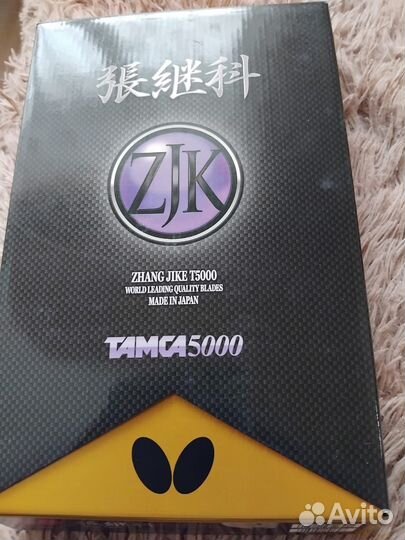 張継科
ZJK
ZHANG JIKE T5000
WORLD LEADING QUALITY BLADES
MADE IN JAPAN
TAMCA5000
Avito